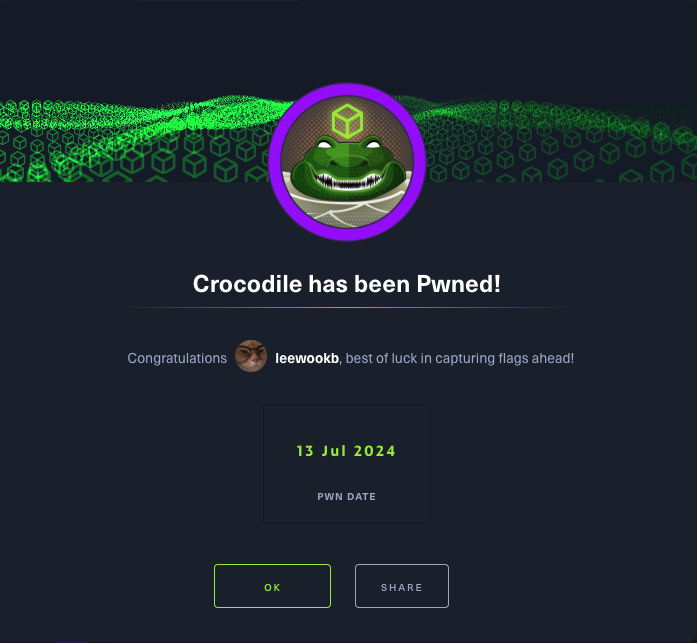 Crocodile has been Pwned!
Congratulations leewookb, best of luck in capturing flags ahead!
13 Jul 2024
PWN DATE
OK
SHARE